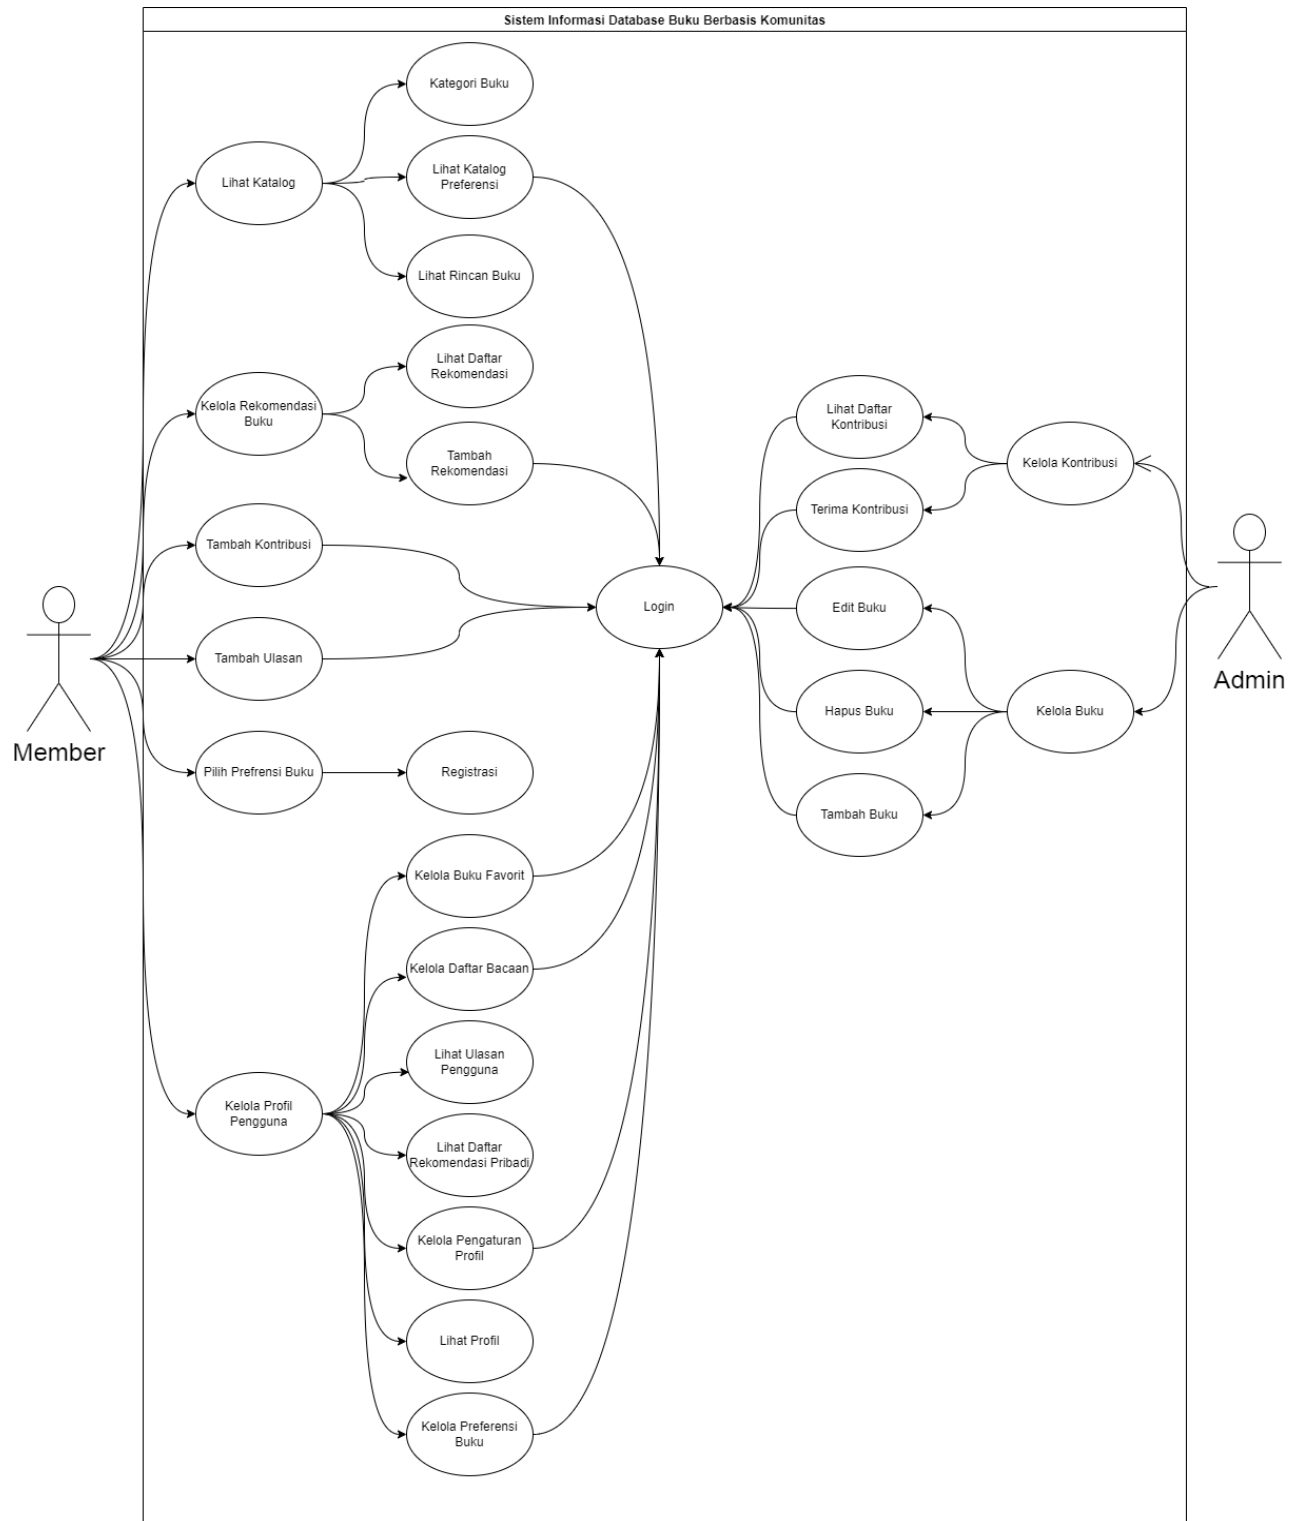 Sistem Informasi Database Buku Berbasis Komunitas
Kategori Buku
Lihat Katalog
Lihat Katalog
Preferensi
Lihat Rincan Buku
Lihat Daftar
Rekomendasi
Kelola Rekomendasi
Buku
Tambah
Rekomendasi
Tambah Kontribusi
Tambah Ulasan
Member
Pilih Prefrensi Buku
Registrasi
Kelola Buku Favorit
Kelola Daftar Bacaan
Lihat Ulasan
Pengguna
Kelola Profil
Pengguna
Lihat Daftar
Rekomendasi Pribadi
Kelola Pengaturan
Profil
Lihat Profil
Kelola Preferensi
Buku
Login
Lihat Daftar
Kontribusi
Terima Kontribusi
Edit Buku
Hapus Buku
Tambah Buku
Kelola Kontribusi
Kelola Buku
Admin